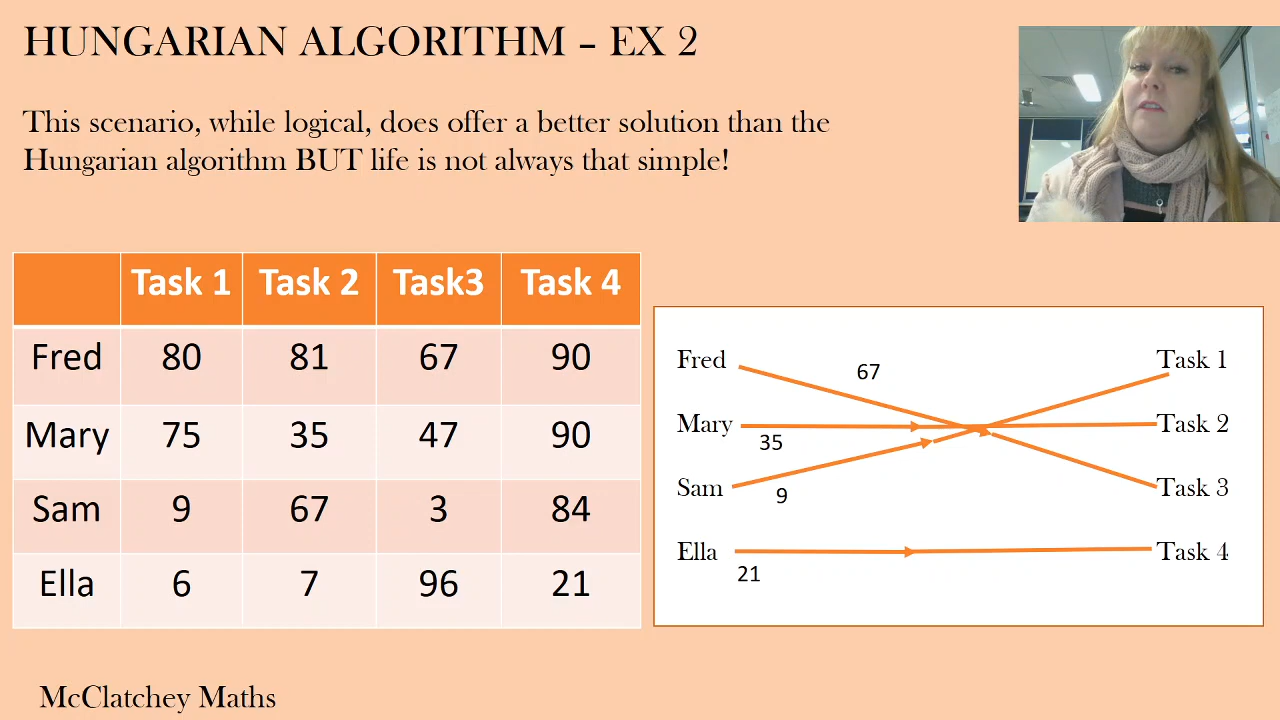 HUNGARIAN ALGORITHM – EX 2
This scenario, while logical, does offer a better solution than the
Hungarian algorithm BUT life is not always that simple!
Task 1 Task 2 Task3 Task 4
Fred 80 81 67 90
Mary 75 35 47 90
Sam 9 67 3 84
Ella 6 7 96 21
Fred 67 Task 1
Mary 35 Task 2
Sam 9 Task 3
Ella 21 Task 4
McClatchey Maths